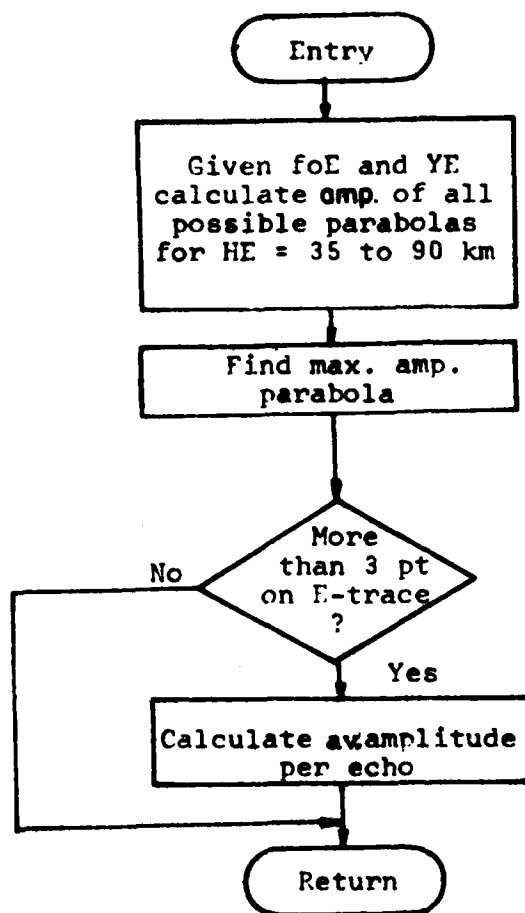 Entry
Given foE and YE
calculate amp. of all
possible parabolas
for HE = 35 to 90 km
Find max. amp.
parabola
More
than 3 pt
on E-trace
?
No
Yes
Calculate av.amplitude
per echo
Return